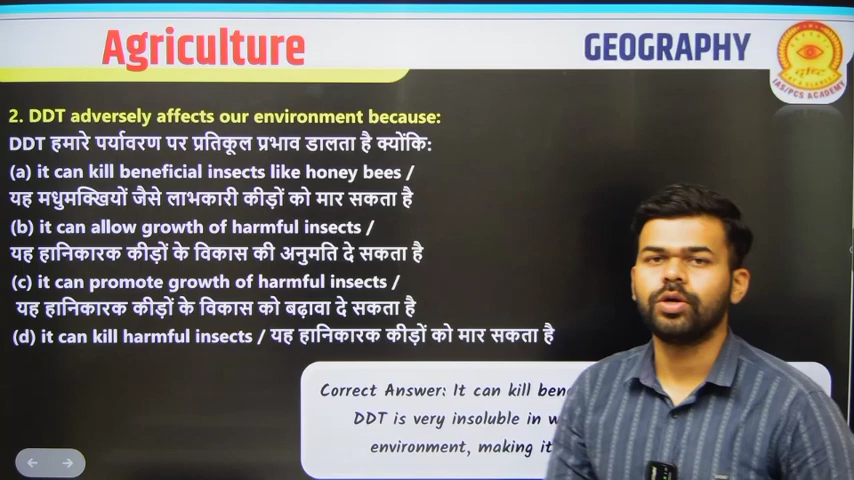 Agriculture
GEOGRAPHY
IAS/PCS ACADEMY
2. DDT adversely affects our environment because:
DDT हमारे पर्यावरण पर प्रतिकूल प्रभाव डालता है क्योंकि:
(a) it can kill beneficial insects like honey bees /
यह मधुमक्खियों जैसे लाभकारी कीड़ों को मार सकता है
(b) it can allow growth of harmful insects /
यह हानिकारक कीड़ों के विकास की अनुमति दे सकता है
(c) it can promote growth of harmful insects /
यह हानिकारक कीड़ों के विकास को बढ़ावा दे सकता है
(d) it can kill harmful insects / यह हानिकारक कीड़ों को मार सकता है
Correct Answer: It can kill
DDT is very insoluble in
environment, making it